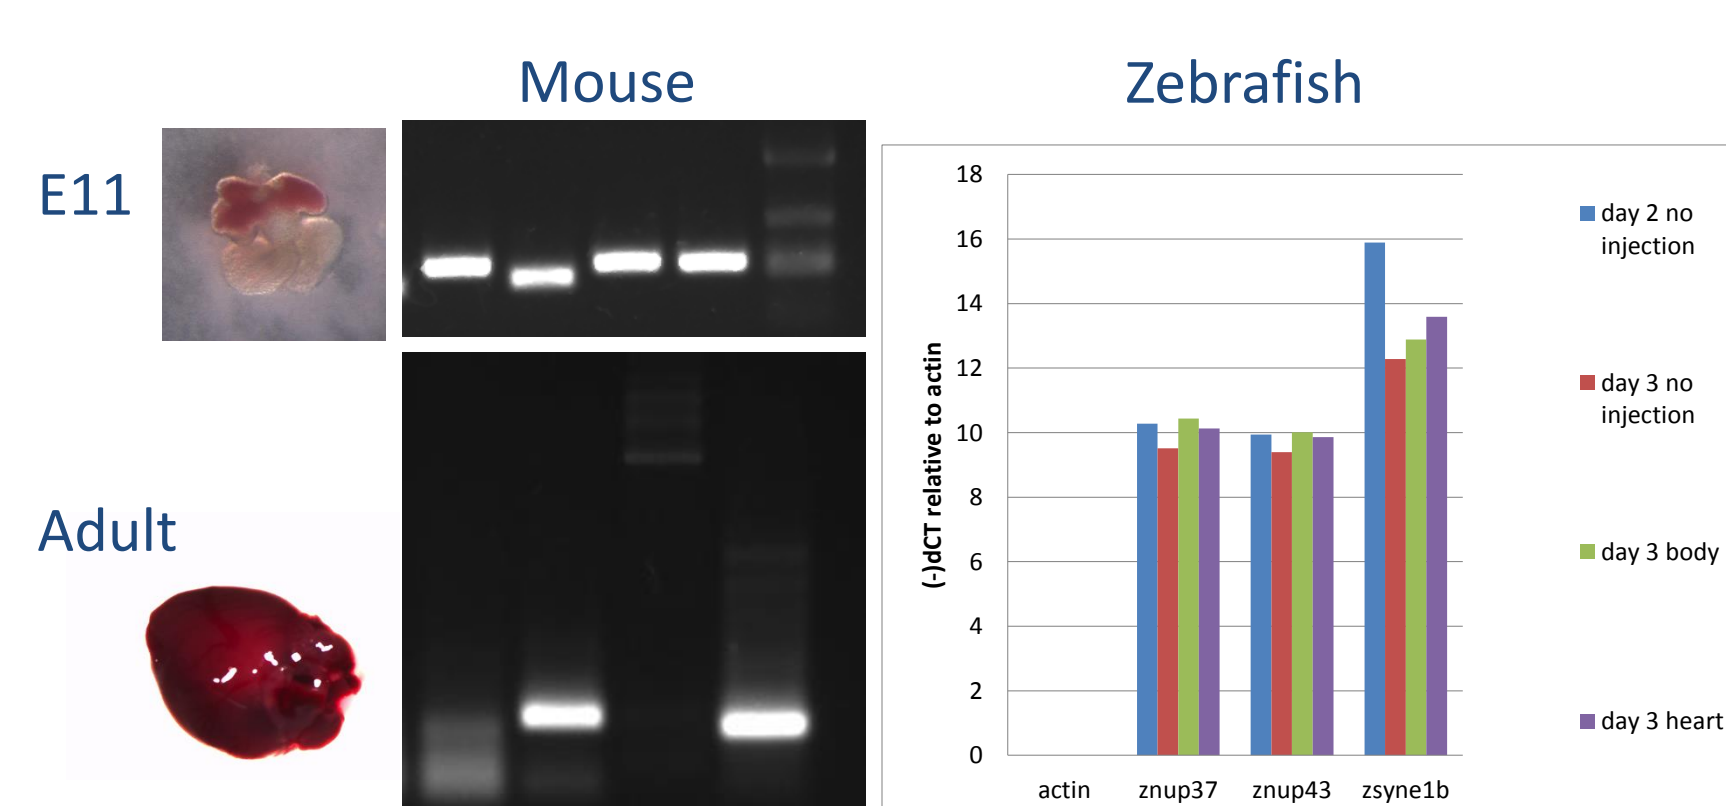 Mouse
Zebrafish
E11
Adult
(-)dCT relative to actin
18
16
14
12
10
8
6
4
2
0
actin
znup37
znup43
zsyne1b
day 2 no
injection
day 3 no
injection
day 3 body
day 3 heart